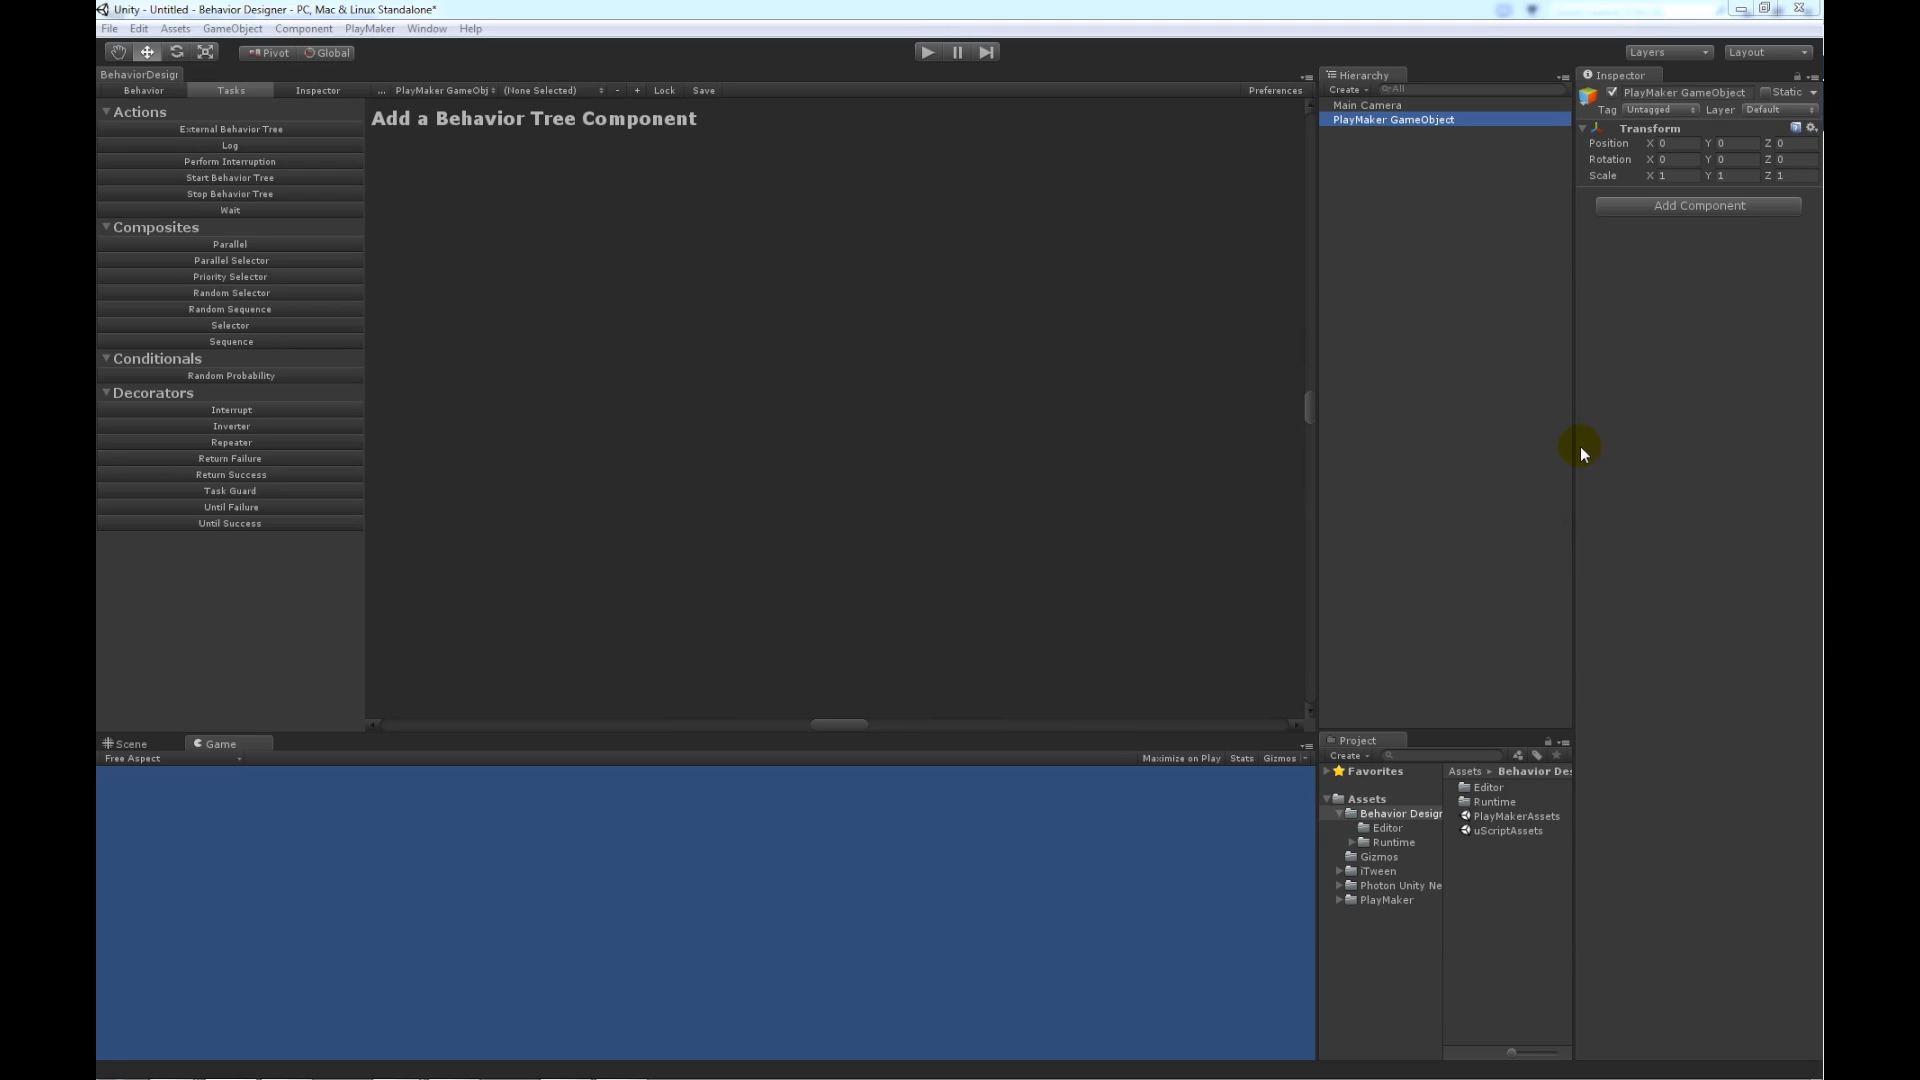 Unity - Untitled - Behavior Designer - PC, Mac & Linux Standalone*
File Edit Assets GameObject Component PlayMaker Window Help
Pivot Global Layers Layout
BehaviorDesigr
Behavior Tasks Inspector ... PlayMaker GameObj (None Selected) - + Lock Save Preferences
Actions
External Behavior Tree
Log
Perform Interruption
Start Behavior Tree
Stop Behavior Tree
Wait
Composites
Parallel
Parallel Selector
Priority Selector
Random Selector
Random Sequence
Selector
Sequence
Conditionals
Random Probability
Decorators
Interrupt
Inverter
Repeater
Return Failure
Return Success
Task Guard
Until Failure
Until Success
Add a Behavior Tree Component
Hierarchy
Create All
Main Camera
PlayMaker GameObject
Inspector
PlayMaker GameObject Static
Tag Untagged Layer Default
Transform
Position X 0 Y 0 Z 0
Rotation X 0 Y 0 Z 0
Scale X 1 Y 1 Z 1
Add Component
Scene Game
Free Aspect Maximize on Play Stats Gizmos
Project
Create
Favorites
Assets
Behavior Desigr
Editor
Runtime
Gizmos
iTween
Photon Unity Ne
PlayMaker
Assets Behavior Des
Editor
Runtime
PlayMakerAssets
uScriptAssets